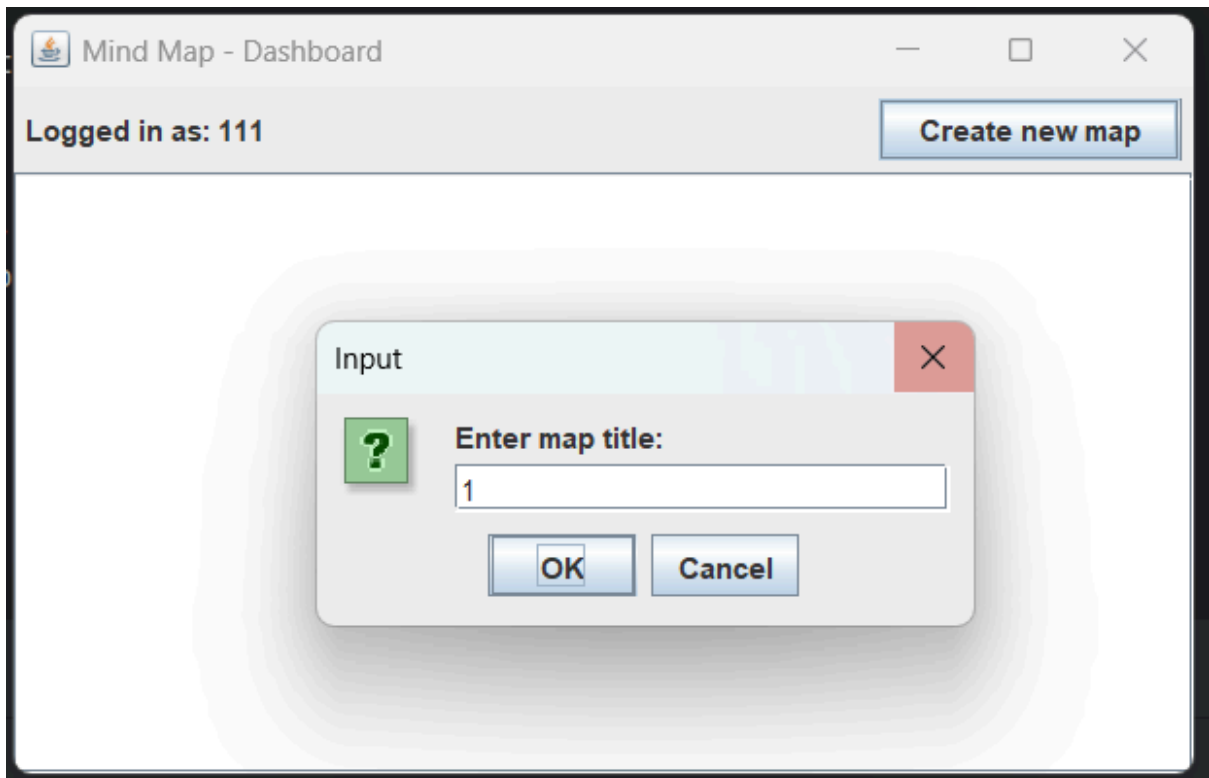 Mind Map - Dashboard
Logged in as: 111
Create new map
Input
?
Enter map title:
1
OK
Cancel